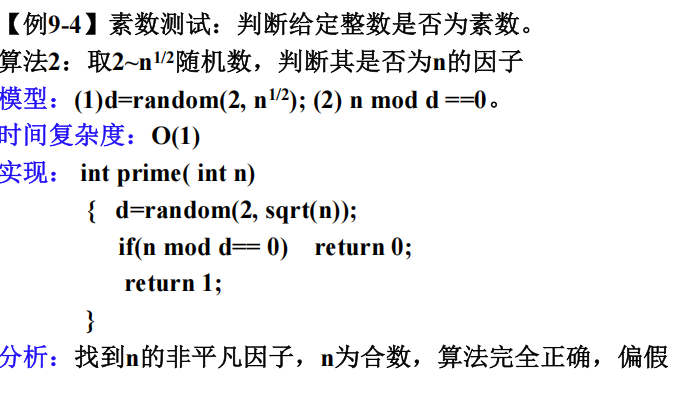 【例9-4】素数测试：判断给定整数是否为素数。
算法2：取2~n1/2随机数，判断其是否为n的因子
模型：(1)d=random(2, n1/2); (2) n mod d ==0。
时间复杂度：O(1)
实现： int prime( int n)
{ d=random(2, sqrt(n));
if(n mod d== 0) return 0;
return 1;
}
分析：找到n的非平凡因子，n为合数，算法完全正确，偏假